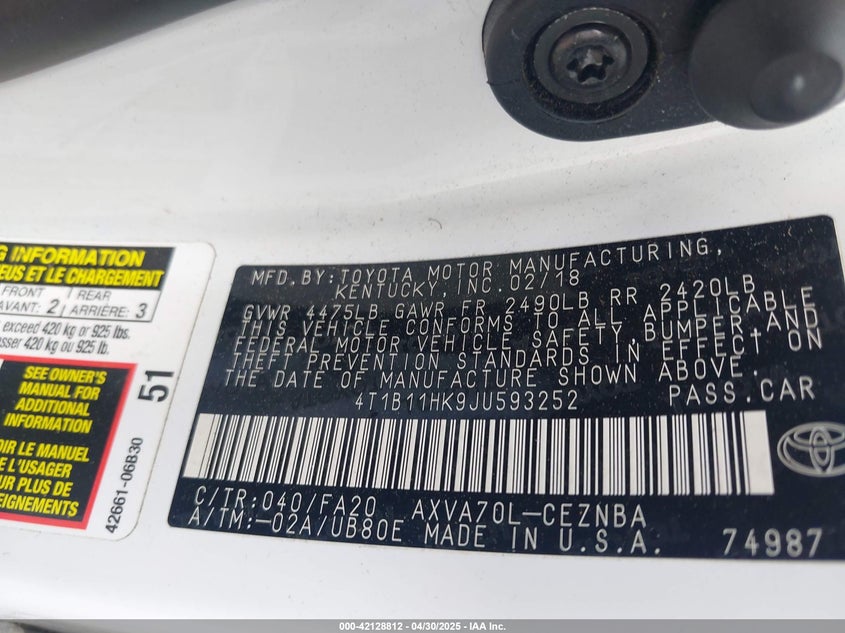 G INFORMATION
EUS ET LE CHARGEMENT
FRONT
AVANT: 2
REAR
ARRIÈRE: 3
exceed 420 kg or 925 lbs.
asser 420 kg ou 925 lb.
SEE OWNER'S
MANUAL FOR
ADDITIONAL
INFORMATION
OIR LE MANUEL
E L'USAGER
UR PLUS DE
EIGNEMENTS
51
42661-06B30
MFD.BY:TOYOTA MOTOR MANUFACTURING,
KENTUCKY, INC. 02/18
GVWR 4475LB GAWR FR 2490LB RR 2420LB
THIS VEHICLE CONFORMS TO ALL APPLICABLE
FEDERAL MOTOR VEHICLE SAFETY,BUMPER,AND
THEFT PREVENTION STANDARDS IN EFFECT ON
THE DATE OF MANUFACTURE SHOWN ABOVE.
4T1B11HK9JU593252 PASS.CAR
C/TR:040/FA20 AXVA70L-CEZNBA
A/TM:-02A/UB80E MADE IN U.S.A. 74987
000-42128812 - 04/30/2025 - IAA Inc.